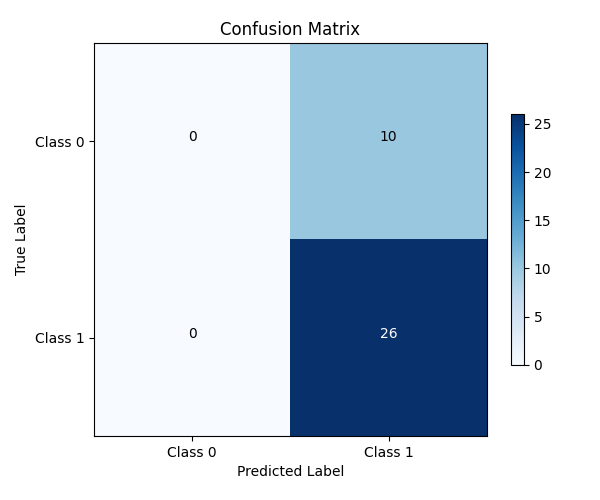 Confusion Matrix
True Label
Class 0
0
10
Class 1
0
26
Class 0
Class 1
Predicted Label
25
20
15
10
5
0